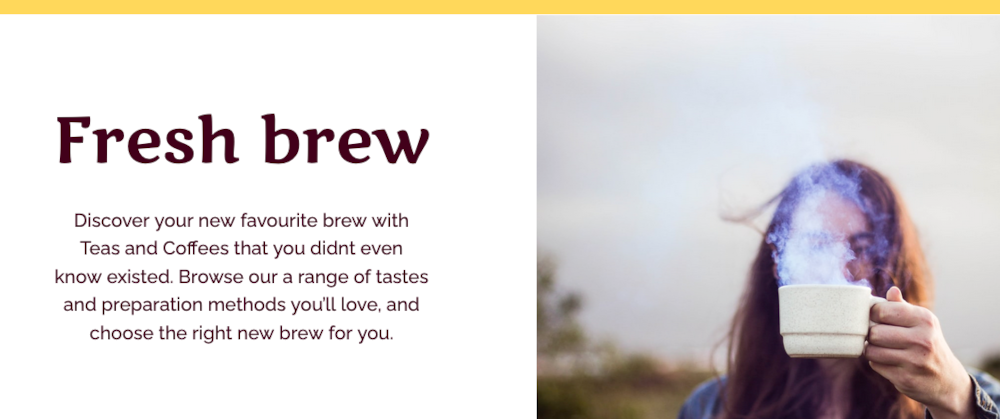 Fresh brew
Discover your new favourite brew with
Teas and Coffees that you didnt even
know existed. Browse our a range of tastes
and preparation methods you'll love, and
choose the right new brew for you.